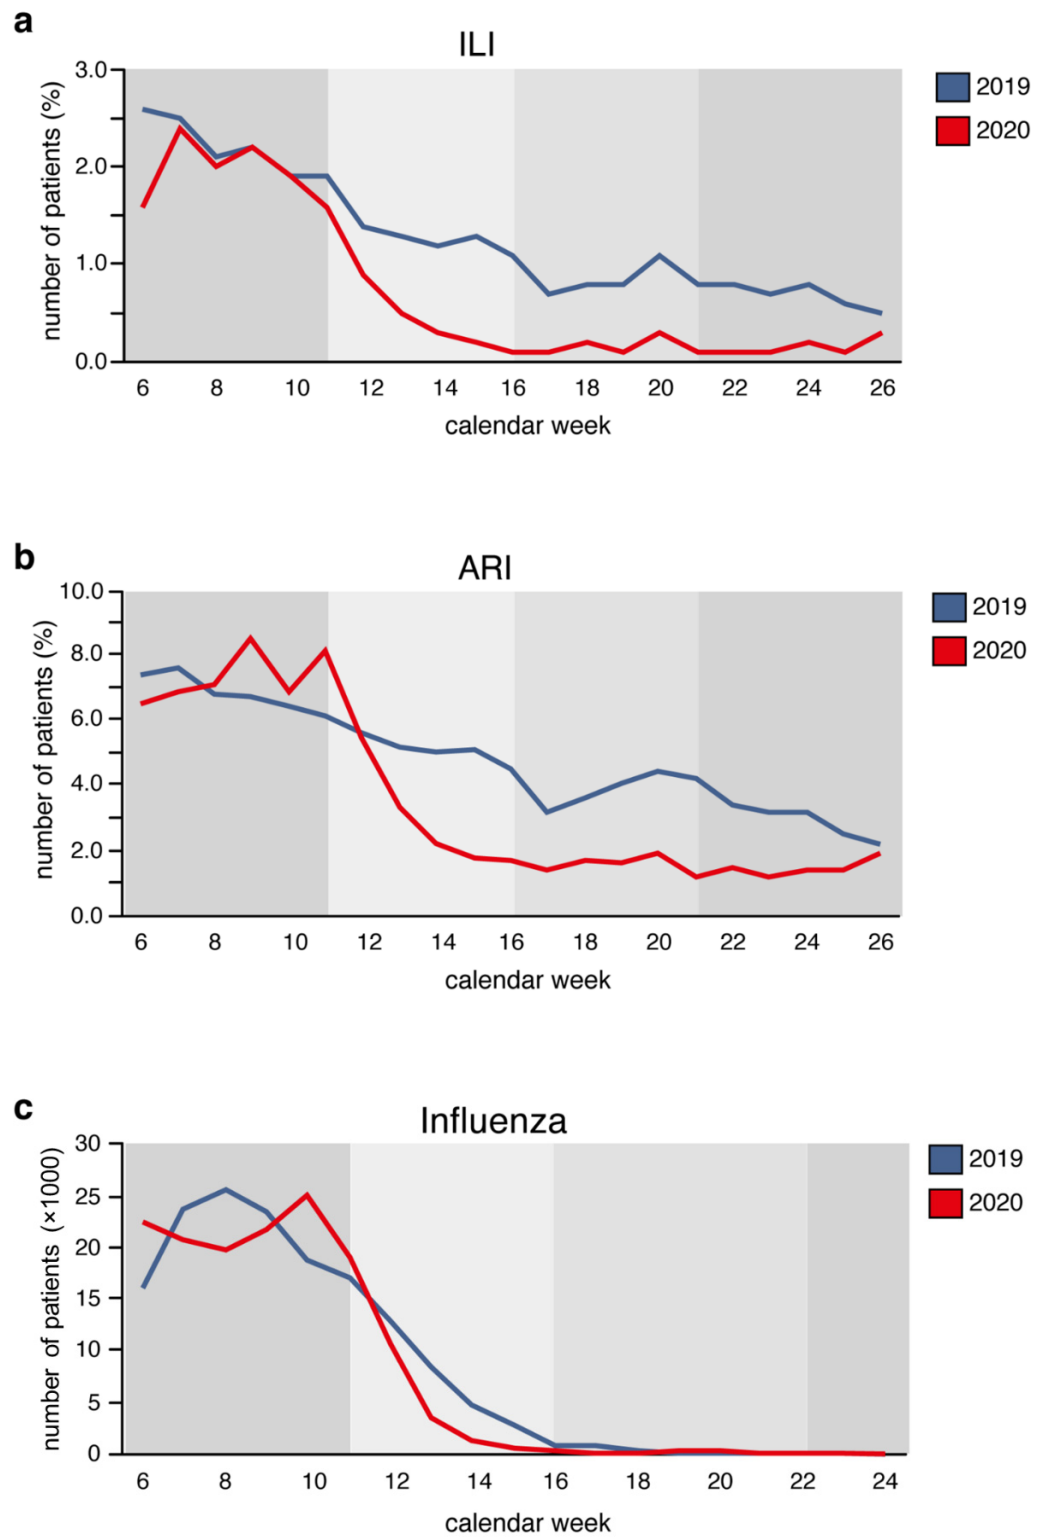 a
ILI
number of patients (%)
3.0
2.0
1.0
0.0
6 8 10 12 14 16 18 20 22 24 26
calendar week
2019
2020
b
ARI
number of patients (%)
10.0
8.0
6.0
4.0
2.0
0.0
6 8 10 12 14 16 18 20 22 24 26
calendar week
2019
2020
c
Influenza
number of patients (×1000)
30
25
20
15
10
5
0
6 8 10 12 14 16 18 20 22 24
calendar week
2019
2020